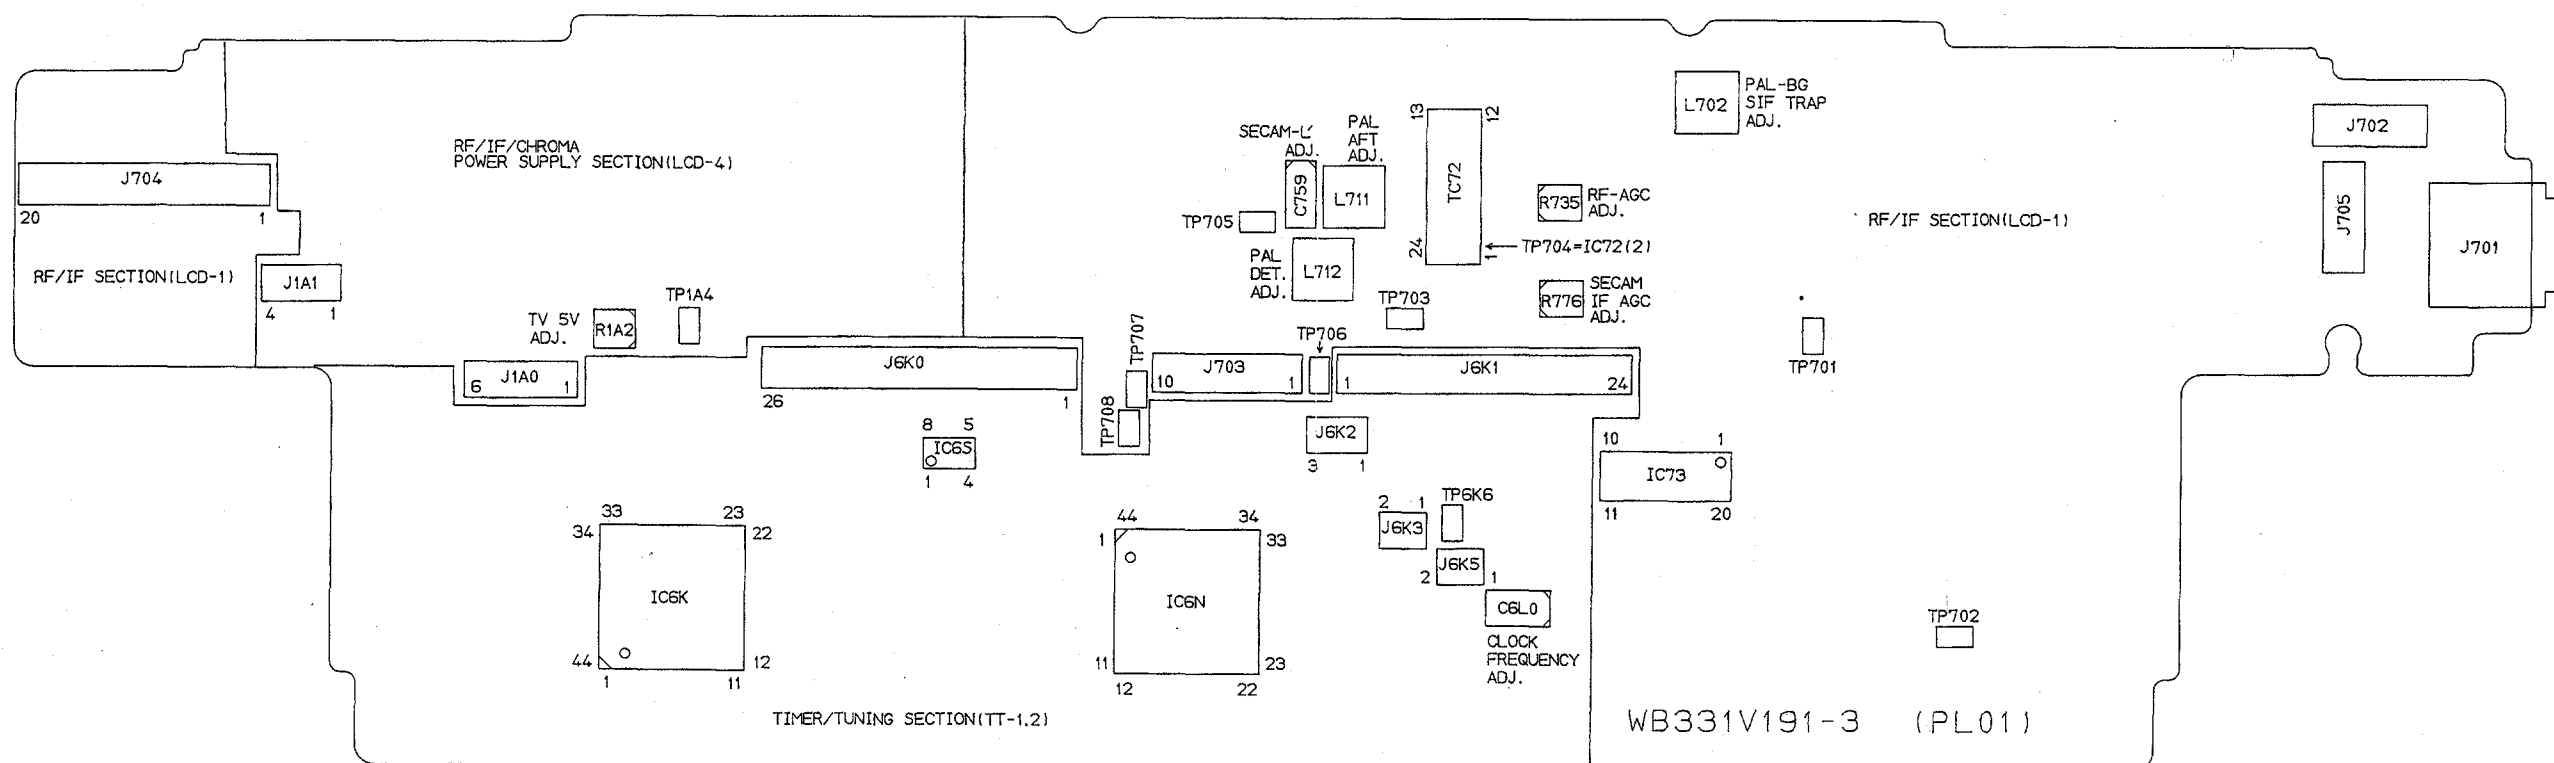 PAL-BG
L702 SIF TRAP
ADJ.
13 12
J702
SECAM-L'
ADJ.
PAL
AFT
ADJ.
RF/IF/CHROMA
POWER SUPPLY SECTION(LCD-4)
J704
20 1
C759
L711
TC72
R735 RF-AGC
ADJ.
TP705
RF/IF SECTION(LCD-1)
J705
J701
24 1
TP704=IC72(2)
PAL
DET.
ADJ.
L712
RF/IF SECTION(LCD-1)
J1A1
4 1
TP1A4
TV 5V
ADJ.
R1A2
TP703
R776
SECAM
IF AGC
ADJ.
TP707
TP706
TP701
J1A0
6 1
J6K0
26 1
J703
10 1
J6K1
1 24
TP708
8 5
IC6S
1 4
J6K2
3 1
10 1
IC73
11 20
33 23
34 22
IC6K
44 12
1 11
44 34
1 33
IC6N
11 23
12 22
2 1
J6K3
TP6K6
J6K5
2 1
C6L0
CLOCK
FREQUENCY
ADJ.
TP702
TIMER/TUNING SECTION(TT-1.2)
WB331V191-3 (PL01)